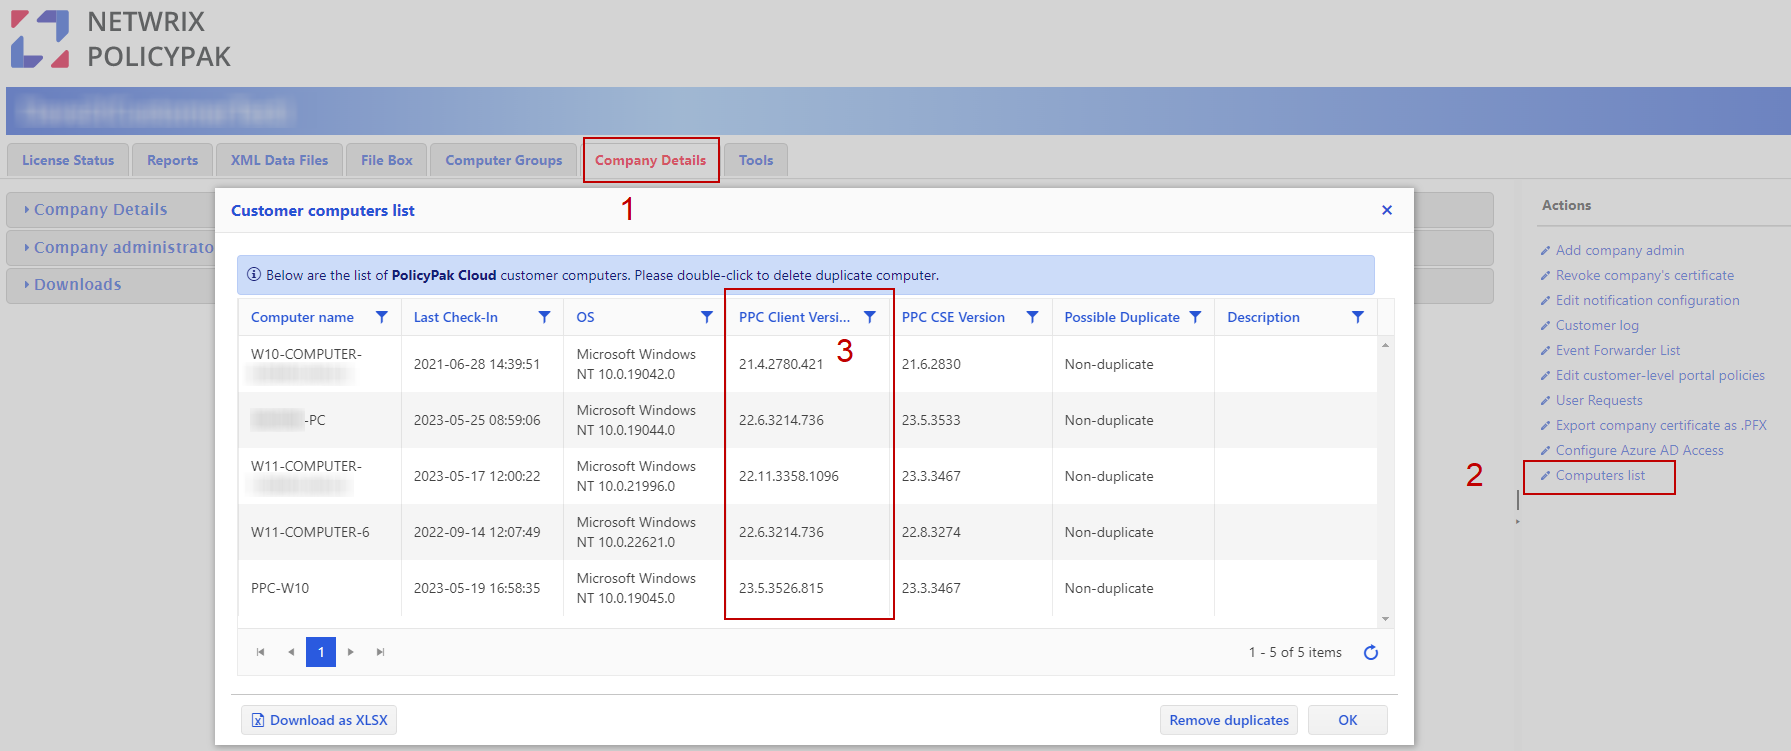 NETWRIX
POLICYPAK
License Status
Reports
XML Data Files
File Box
Computer Groups
Company Details
Tools
1
Company Details
Company administrato
Downloads
Customer computers list
Below are the list of PolicyPak Cloud customer computers. Please double-click to delete duplicate computer.
Computer name Last Check-In OS PPC Client Versi... PPC CSE Version Possible Duplicate Description
3
W10-COMPUTER- 2021-06-28 14:39:51 Microsoft Windows NT 10.0.19042.0 21.4.2780.421 21.6.2830 Non-duplicate
-PC 2023-05-25 08:59:06 Microsoft Windows NT 10.0.19044.0 22.6.3214.736 23.5.3533 Non-duplicate
W11-COMPUTER- 2023-05-17 12:00:22 Microsoft Windows NT 10.0.21996.0 22.11.3358.1096 23.3.3467 Non-duplicate
W11-COMPUTER-6 2022-09-14 12:07:49 Microsoft Windows NT 10.0.22621.0 22.6.3214.736 22.8.3274 Non-duplicate
PPC-W10 2023-05-19 16:58:35 Microsoft Windows NT 10.0.19045.0 23.5.3526.815 23.3.3467 Non-duplicate
1
1 - 5 of 5 items
Download as XLSX
Remove duplicates
OK
Actions
Add company admin
Revoke company's certificate
Edit notification configuration
Customer log
Event Forwarder List
Edit customer-level portal policies
User Requests
Export company certificate as .PFX
Configure Azure AD Access
2
Computers list